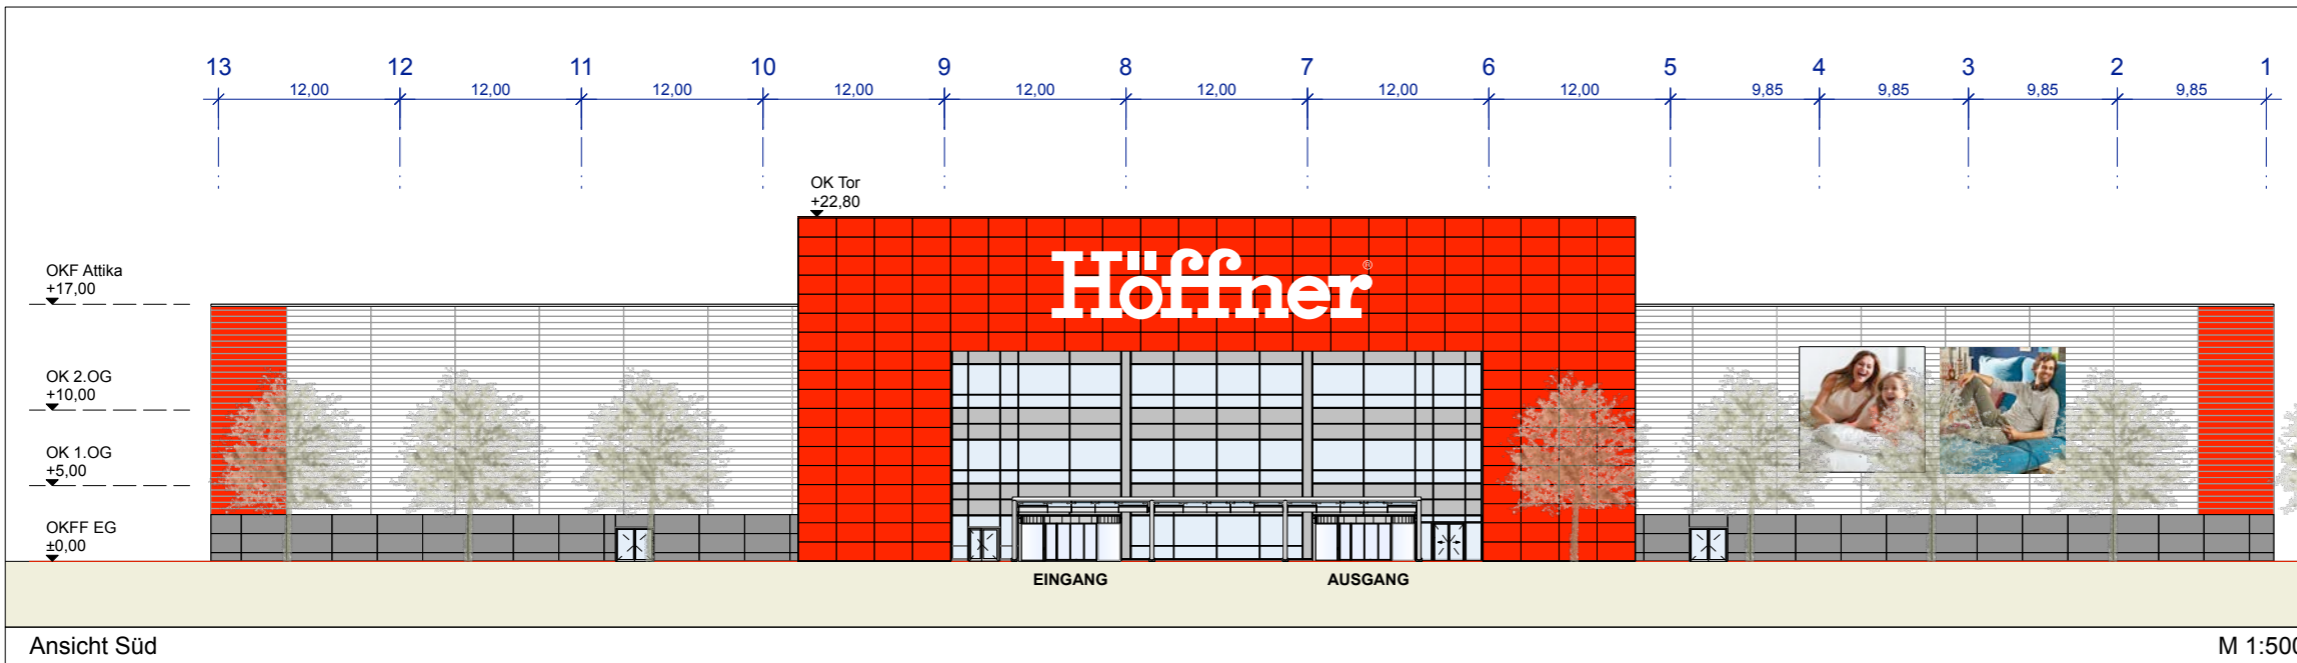 13 12 11 10 9 8 7 6 5 4 3 2 1
12,00 12,00 12,00 12,00 12,00 12,00 12,00 12,00 9,85 9,85 9,85 9,85
OK Tor
+22,80
Höffner®
OKF Attika
+17,00
OK 2.OG
+10,00
OK 1.OG
+5,00
OKFF EG
±0,00
EINGANG AUSGANG
Ansicht Süd M 1:500